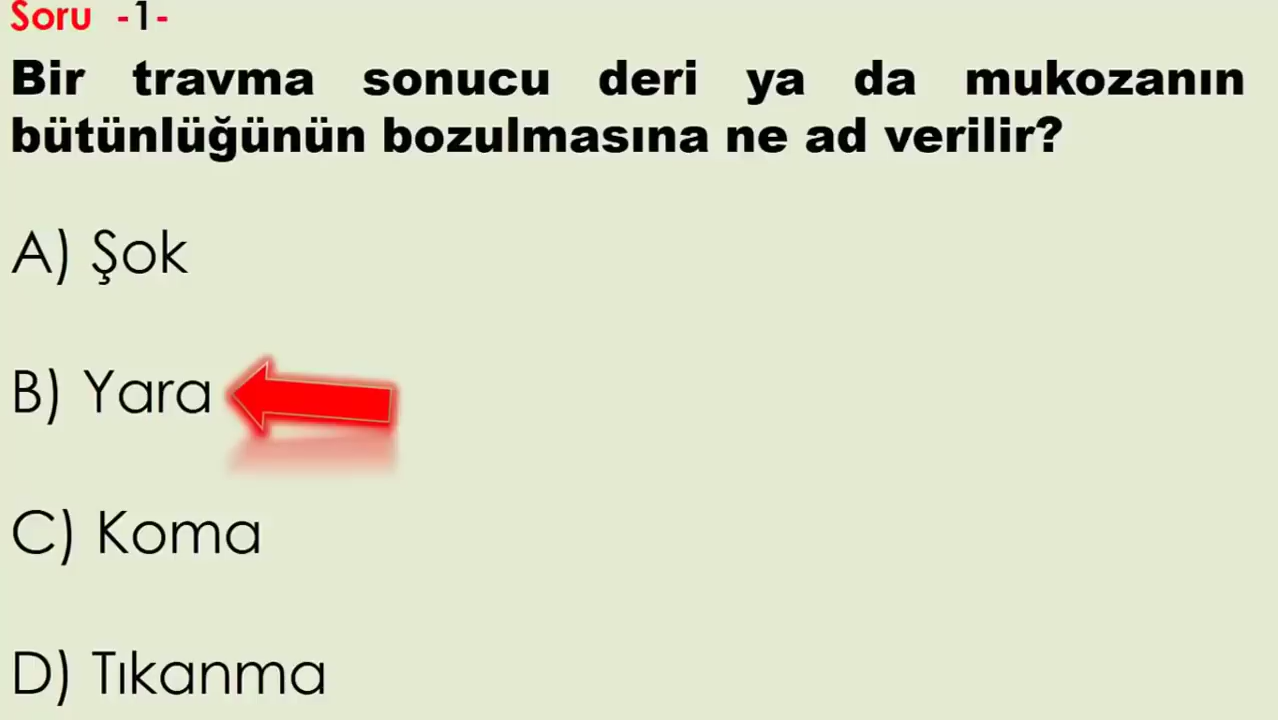 Soru -1-
Bir travma sonucu deri ya da mukozanın
bütünlüğünün bozulmasına ne ad verilir?
A) Şok
B) Yara
C) Koma
D) Tıkanma